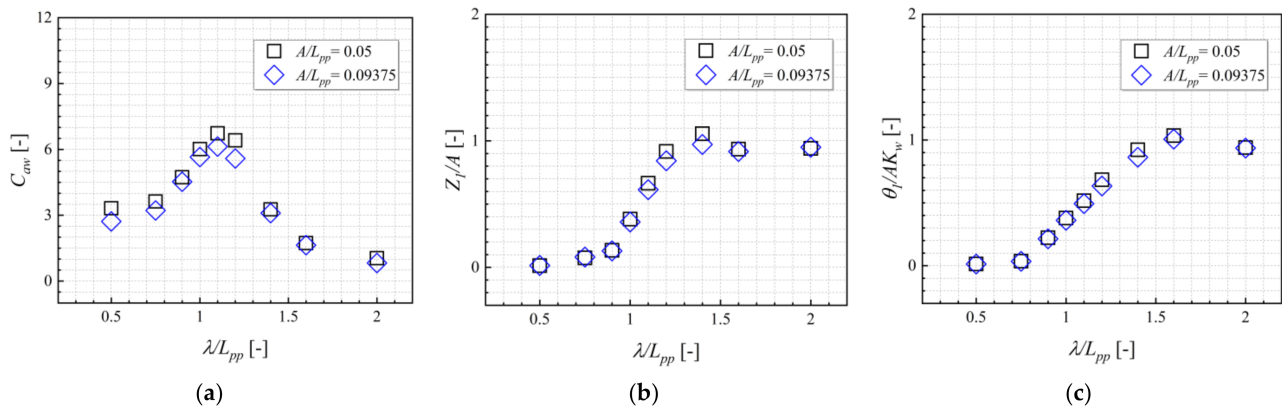 12
9
6
3
0
C_aw [-]
A/L_pp = 0.05
A/L_pp = 0.09375
0.5 1 1.5 2
λ/L_pp [-]
(a)
2
1
0
Z_1/A [-]
A/L_pp = 0.05
A/L_pp = 0.09375
0.5 1 1.5 2
λ/L_pp [-]
(b)
2
1
0
θ_1/AK_w [-]
A/L_pp = 0.05
A/L_pp = 0.09375
0.5 1 1.5 2
λ/L_pp [-]
(c)